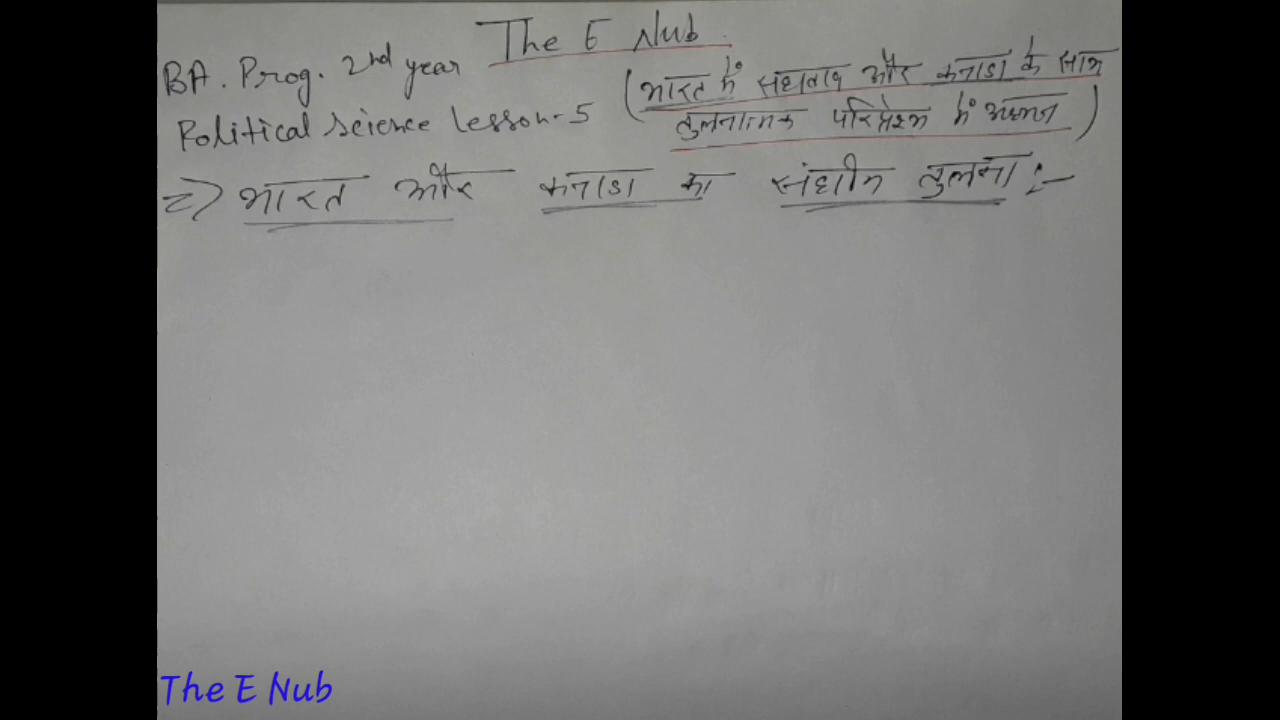 The E Nub
BA. Prog. 2nd year
Political science lesson-5 (भारत में संघवाद और कनाडा के साथ
तुलनात्मक परिप्रेक्ष्य में अध्ययन)
=> भारत और कनाडा का संघीय तुलना :-
The E Nub